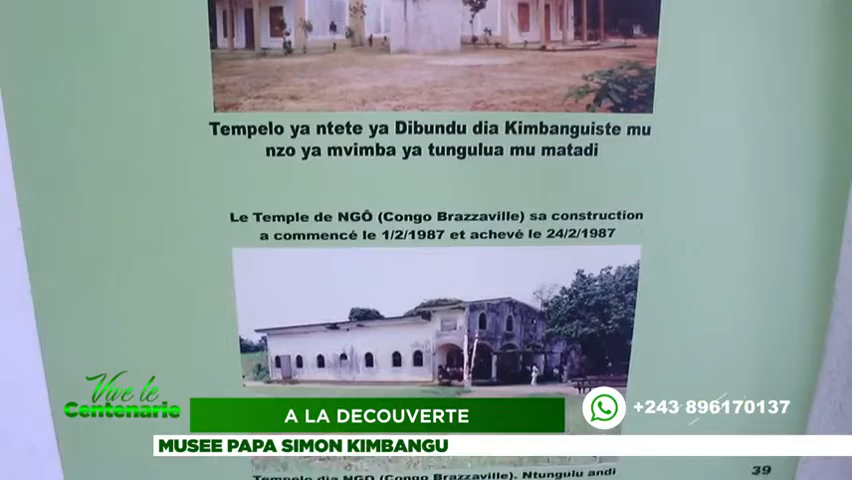 Tempelo ya ntete ya Dibundu dia Kimbanguiste mu
nzo ya mvimba ya tungulua mu matadi
Le Temple de NGÔ (Congo Brazzaville) sa construction
a commencé le 1/2/1987 et achevé le 24/2/1987
Vive le
Centenarie
A LA DECOUVERTE
+243 896170137
MUSEE PAPA SIMON KIMBANGU
Tempelo dia NGO (Congo Brazzaville). Ntungulu andi
39